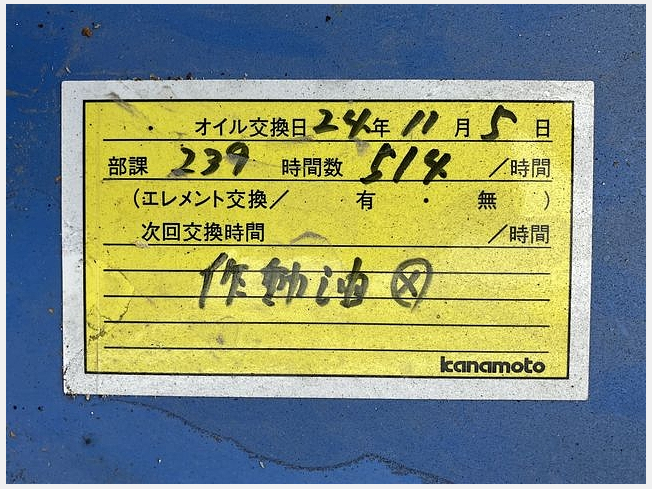 オイル交換日 24年 11月 5日
部課 239 時間数 514 /時間
(エレメント交換/ 有・無 )
次回交換時間 /時間
作動油 ⓧ
kanamoto